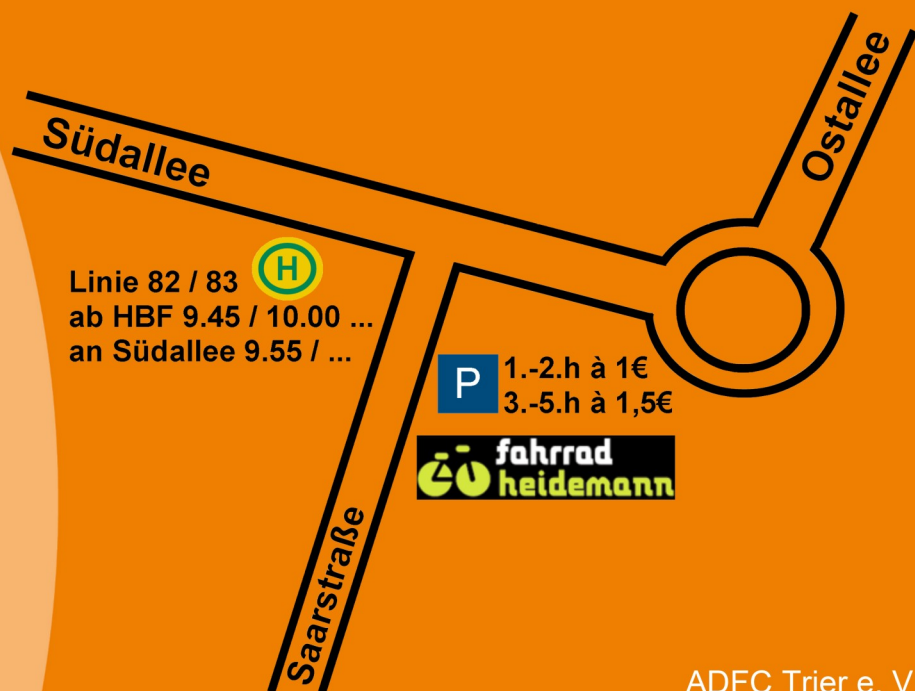 Südallee
Ostallee
H
Linie 82 / 83
ab HBF 9.45 / 10.00 ...
an Südallee 9.55 / ...
P
1.-2.h à 1€
3.-5.h à 1,5€
fahrrad
heidemann
Saarstraße
ADFC Trier e. V